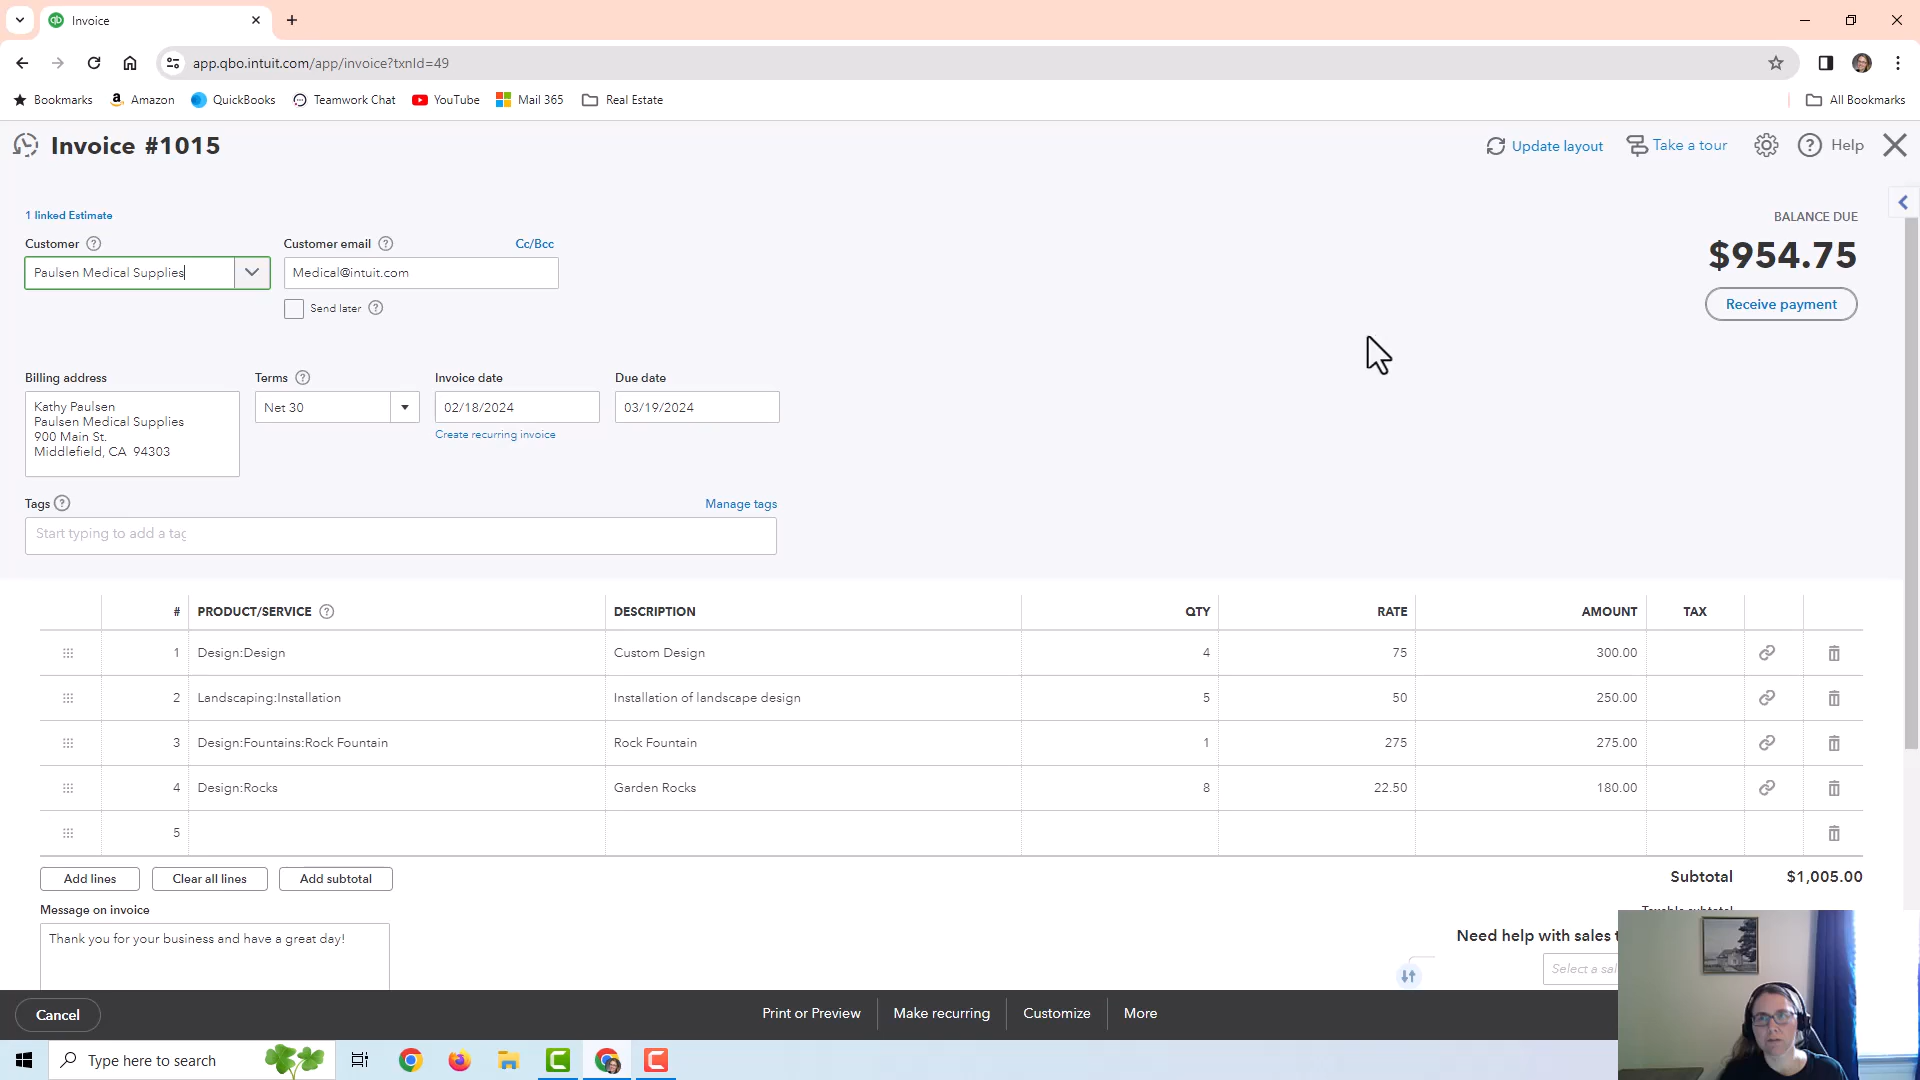 Invoice
app.qbo.intuit.com/app/invoice?txnId=49
Bookmarks
Amazon
QuickBooks
Teamwork Chat
YouTube
Mail 365
Real Estate
All Bookmarks
Invoice #1015
Update layout
Take a tour
Help
1 linked Estimate
BALANCE DUE
$954.75
Receive payment
Customer
Customer email
Cc/Bcc
Paulsen Medical Supplies
Medical@intuit.com
Send later
Billing address
Terms
Invoice date
Due date
Kathy Paulsen
Paulsen Medical Supplies
900 Main St.
Middlefield, CA 94303
Net 30
02/18/2024
03/19/2024
Create recurring invoice
Tags
Manage tags
Start typing to add a tag
# PRODUCT/SERVICE DESCRIPTION QTY RATE AMOUNT TAX
1 Design:Design Custom Design 4 75 300.00
2 Landscaping:Installation Installation of landscape design 5 50 250.00
3 Design:Fountains:Rock Fountain Rock Fountain 1 275 275.00
4 Design:Rocks Garden Rocks 8 22.50 180.00
5
Add lines
Clear all lines
Add subtotal
Subtotal $1,005.00
Message on invoice
Thank you for your business and have a great day!
Need help with sales
Select a
Cancel
Print or Preview
Make recurring
Customize
More
Type here to search